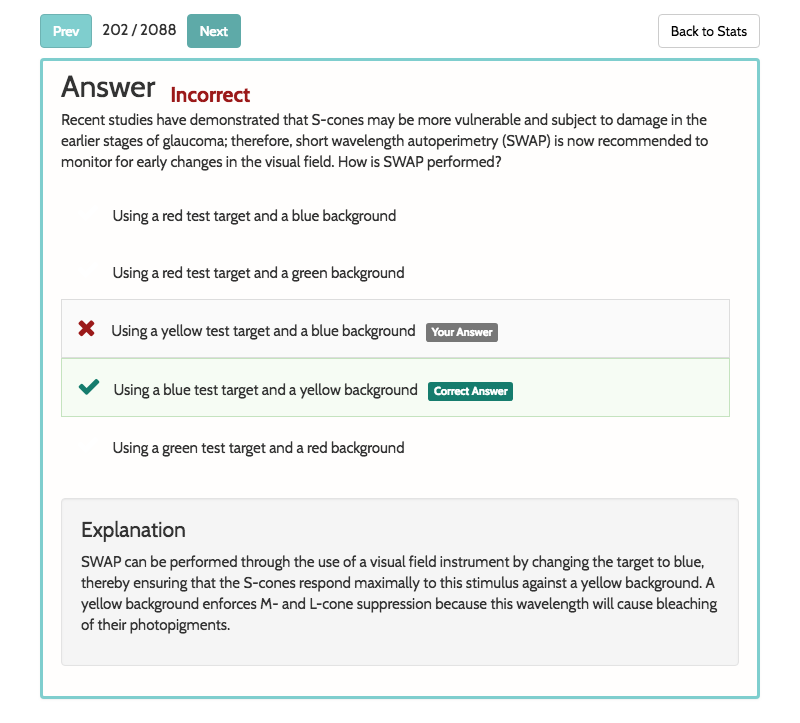 Prev 202 / 2088 Next Back to Stats
Answer Incorrect
Recent studies have demonstrated that S-cones may be more vulnerable and subject to damage in the
earlier stages of glaucoma; therefore, short wavelength autoperimetry (SWAP) is now recommended to
monitor for early changes in the visual field. How is SWAP performed?
Using a red test target and a blue background
Using a red test target and a green background
Using a yellow test target and a blue background Your Answer
Using a blue test target and a yellow background Correct Answer
Using a green test target and a red background
Explanation
SWAP can be performed through the use of a visual field instrument by changing the target to blue,
thereby ensuring that the S-cones respond maximally to this stimulus against a yellow background. A
yellow background enforces M- and L-cone suppression because this wavelength will cause bleaching
of their photopigments.